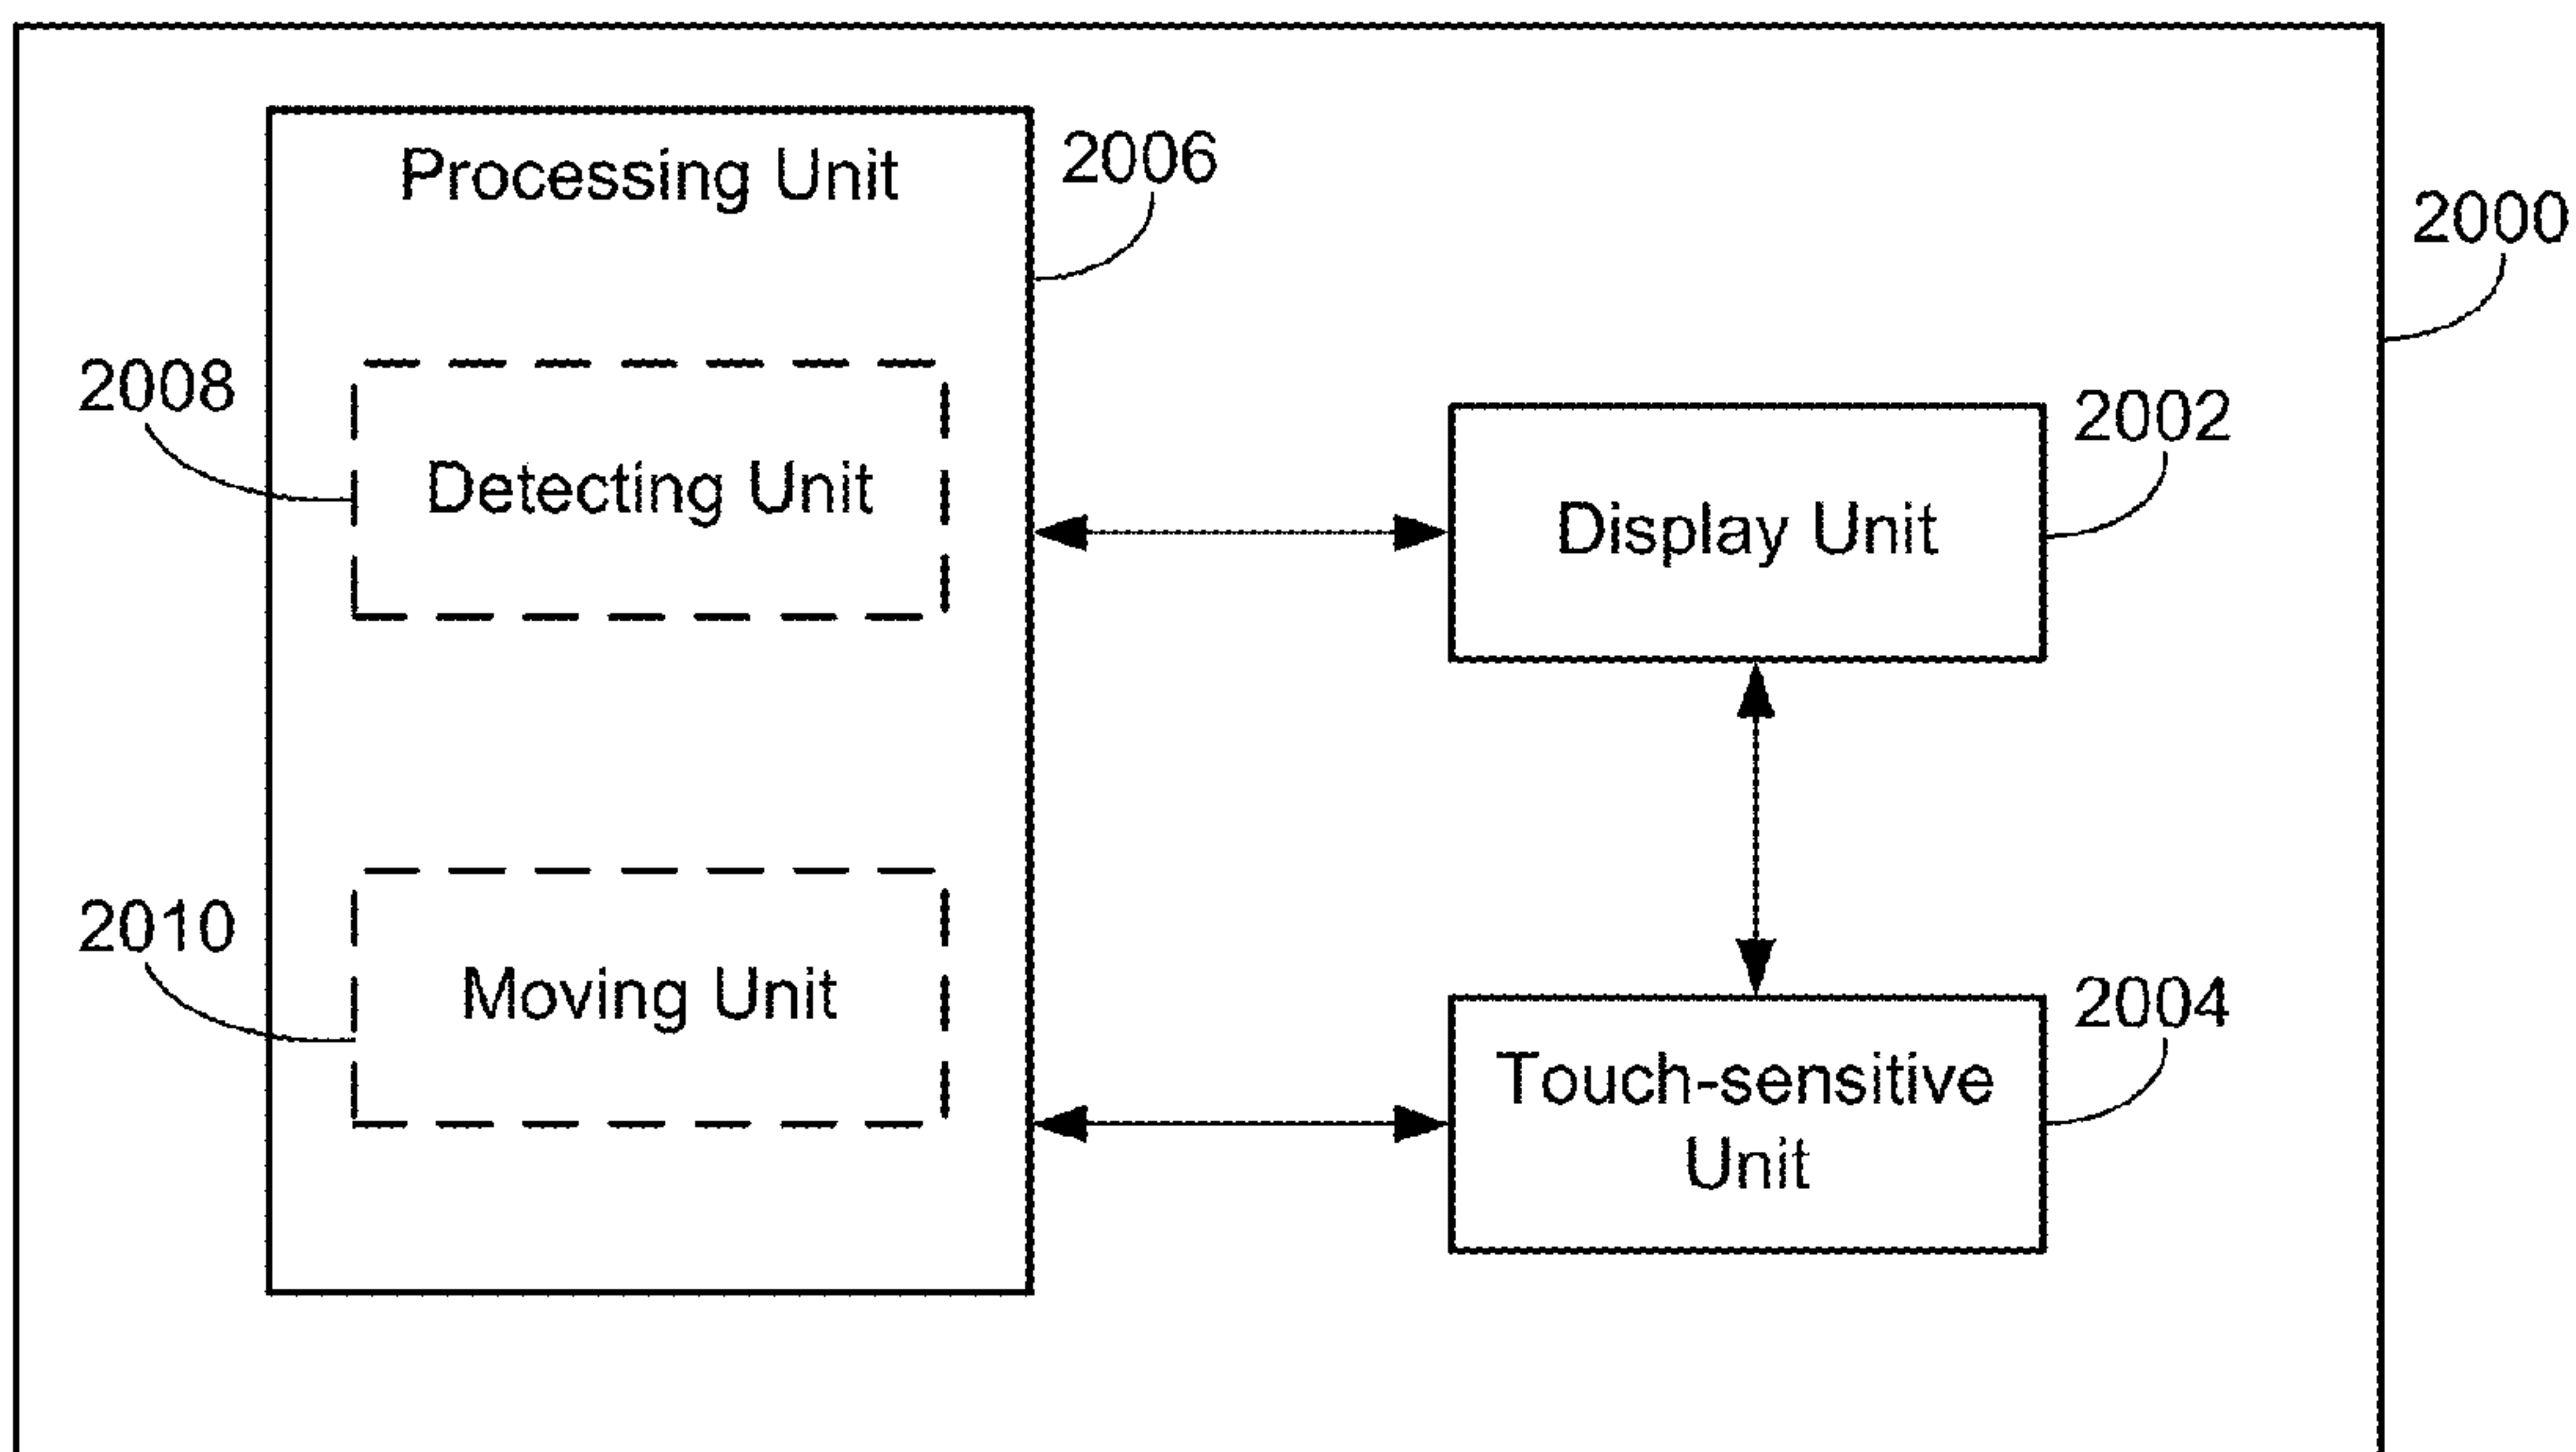 Processing Unit
2006
2000
2008
Detecting Unit
2002
Display Unit
2010
Moving Unit
2004
Touch-sensitive
Unit